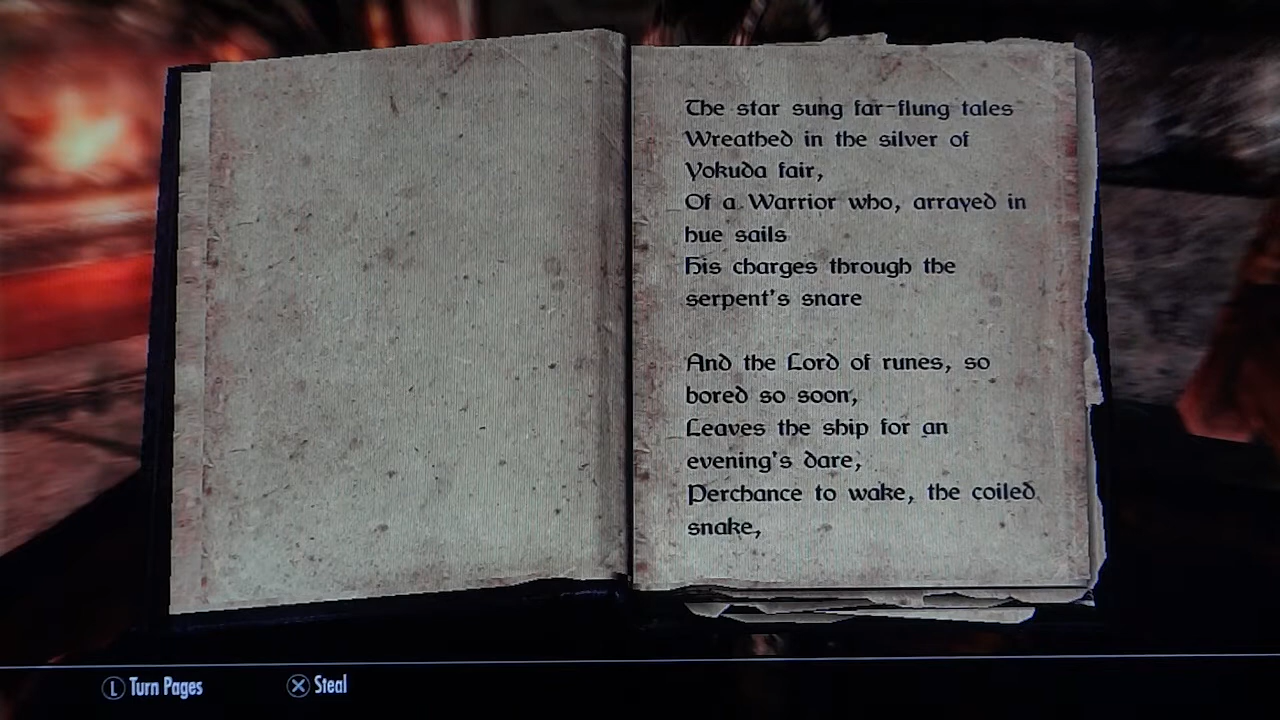 The star sung far-flung tales
Wreathed in the silver of
Yokuda fair,
Of a Warrior who, arrayed in
hue sails
His charges through the
serpent's snare
And the Lord of runes, so
bored so soon,
Leaves the ship for an
evening's dare,
Perchance to wake, the coiled
snake,
L Turn Pages
X Steal